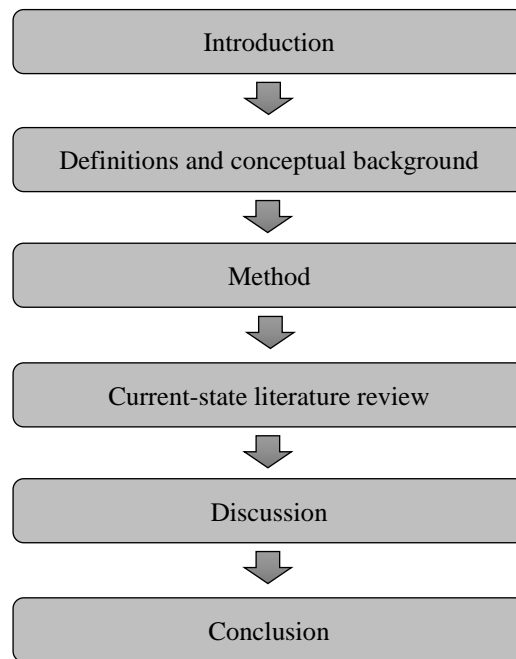 Introduction
Definitions and conceptual background
Method
Current-state literature review
Discussion
Conclusion